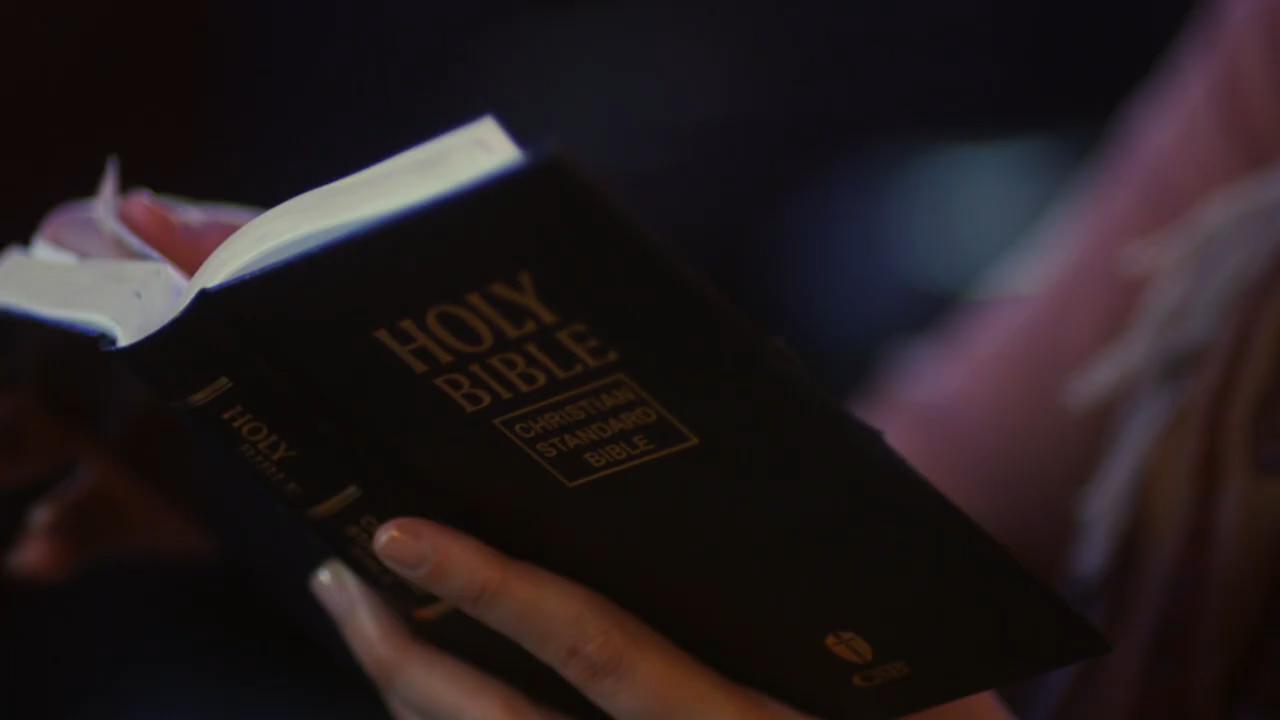 HOLY
BIBLE
CHRISTIAN
STANDARD
BIBLE
HOLY
BIBLE
CSB